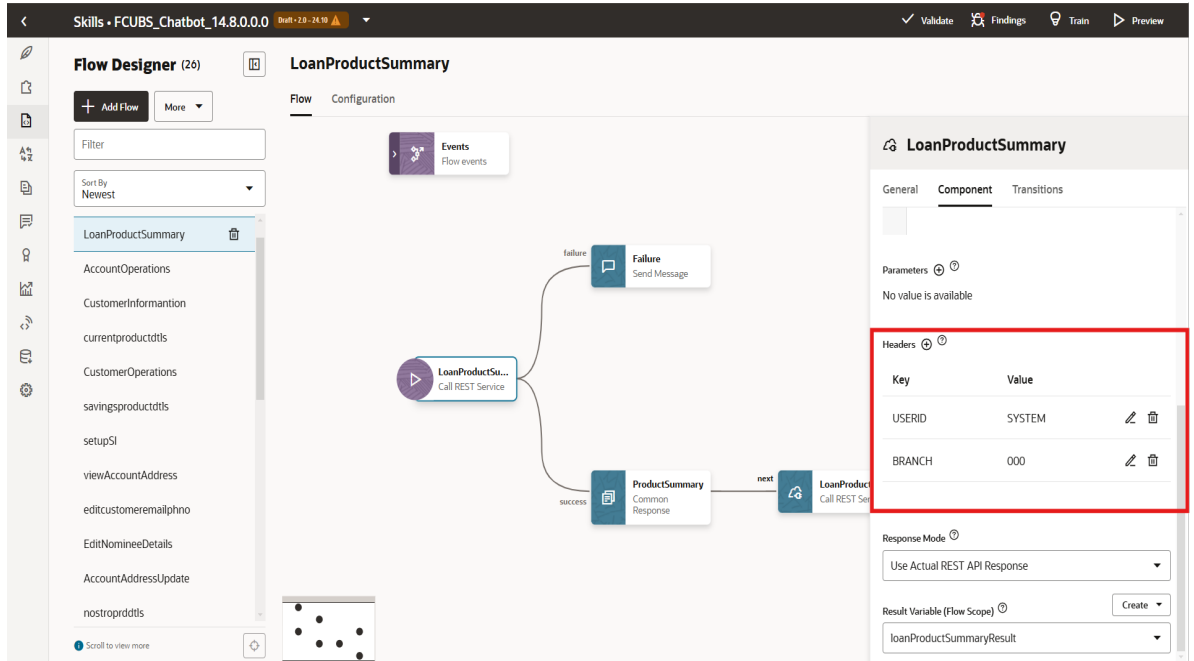 Skills • FCUBS_Chatbot_14.8.0.0.0 Draft • 2.0 - 24.10
Validate Findings Train Preview
Flow Designer (26)
Add Flow More
Filter
Sort By
Newest
LoanProductSummary
AccountOperations
CustomerInformantion
currentproductdtls
CustomerOperations
savingsproductdtls
setupSI
viewAccountAddress
editcustomeremailphno
EditNomineeDetails
AccountAddressUpdate
nostroprddtls
Scroll to view more
LoanProductSummary
Flow Configuration
Events
Flow events
failure
Failure
Send Message
LoanProductSu...
Call REST Service
success
ProductSummary
Common
Response
next
LoanProduct
Call REST Ser
LoanProductSummary
General Component Transitions
Parameters
No value is available
Headers
Key Value
USERID SYSTEM
BRANCH 000
Response Mode
Use Actual REST API Response
Result Variable (Flow Scope)
Create
loanProductSummaryResult